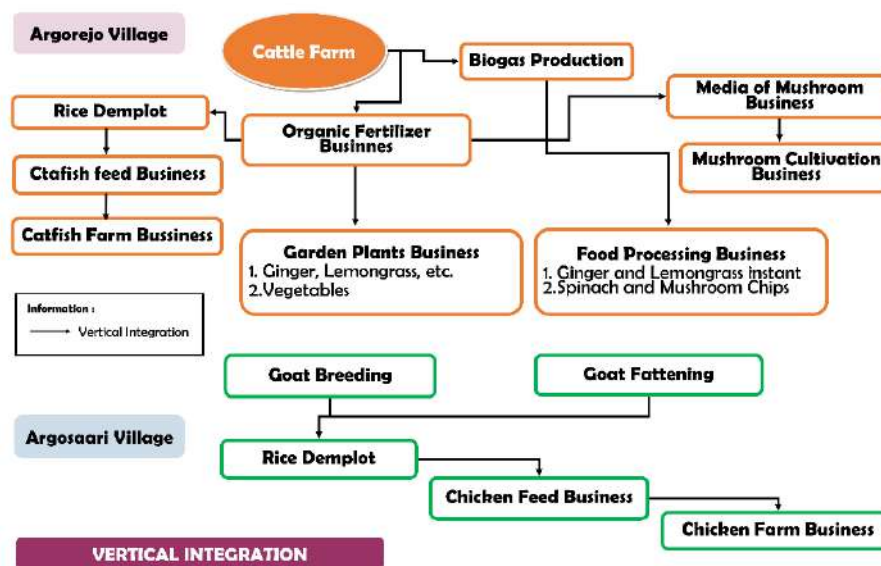 Argorejo Village
Cattle Farm
Biogas Production
Media of Mushroom
Business
Rice Demplot
Organic Fertilizer
Businnes
Mushroom Cultivation
Business
Ctafish feed Business
Catfish Farm Bussiness
Garden Plants Business
1. Ginger, Lemongrass, etc.
2.Vegetables
Food Processing Business
1. Ginger and Lemongrass instant
2.Spinach and Mushroom Chips
Information :
Vertical Integration
Goat Breeding
Goat Fattening
Argosaari Village
Rice Demplot
Chicken Feed Business
Chicken Farm Business
VERTICAL INTEGRATION